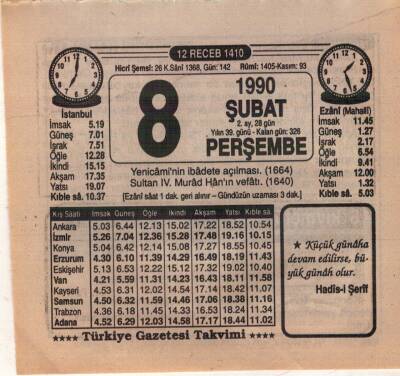 12 RECEB 1410
Hicrî Şemsî: 26 K.Sânî 1368, Gün: 142 Rûmî: 1405-Kasım: 93
İstanbul
İmsak 5.19
Güneş 7.01
İsrak 7.51
Öğle 12.28
İkindi 15.15
Akşam 17.35
Yatsı 19.07
Kıble sâ. 10.37
8
1990
ŞUBAT
2. ay, 28 gün
Yılın 39. günü - Kalan gün: 326
PERŞEMBE
Ezânî (Mahallî)
İmsak 11.45
Güneş 1.27
İsrak 2.17
Öğle 6.54
İkindi 9.41
Akşam 12.00
Yatsı 1.32
Kıble sâ. 5.03
Yenicâmi'nin ibâdete açılması. (1664)
Sultan IV. Murâd Hân'ın vefâtı. (1640)
[Ezânî sâat 1 dak. geri alınır – Gündüzün uzaması 3 dak.]
Kış Saati İmsak Güneş Öğle İkindi Akşam Yatsı Kıble sâ.
Ankara 5.03 6.44 12.13 15.02 17.22 18.52 10.54
İzmir 5.26 7.04 12.36 15.28 17.48 19.16 10.15
Konya 5.04 6.42 12.14 15.08 17.27 18.55 10.45
Erzurum 4.30 6.10 11.39 14.29 16.49 18.19 11.43
Eskişehir 5.13 6.53 12.22 15.12 17.32 19.02 10.40
Van 4.21 5.59 11.31 14.23 16.43 18.11 11.58
Kayseri 4.53 6.31 12.02 14.54 17.14 18.42 11.07
Samsun 4.50 6.32 11.59 14.46 17.06 18.38 11.16
Trabzon 4.36 6.18 11.45 14.33 16.53 18.24 11.34
Adana 4.52 6.29 12.03 14.58 17.17 18.44 11.02
★ Küçük günâha
devam edilirse, bü-
yük günâh olur.
Hadîs-i Şerîf
★★★★ Türkiye Gazetesi Takvimi ★★★★